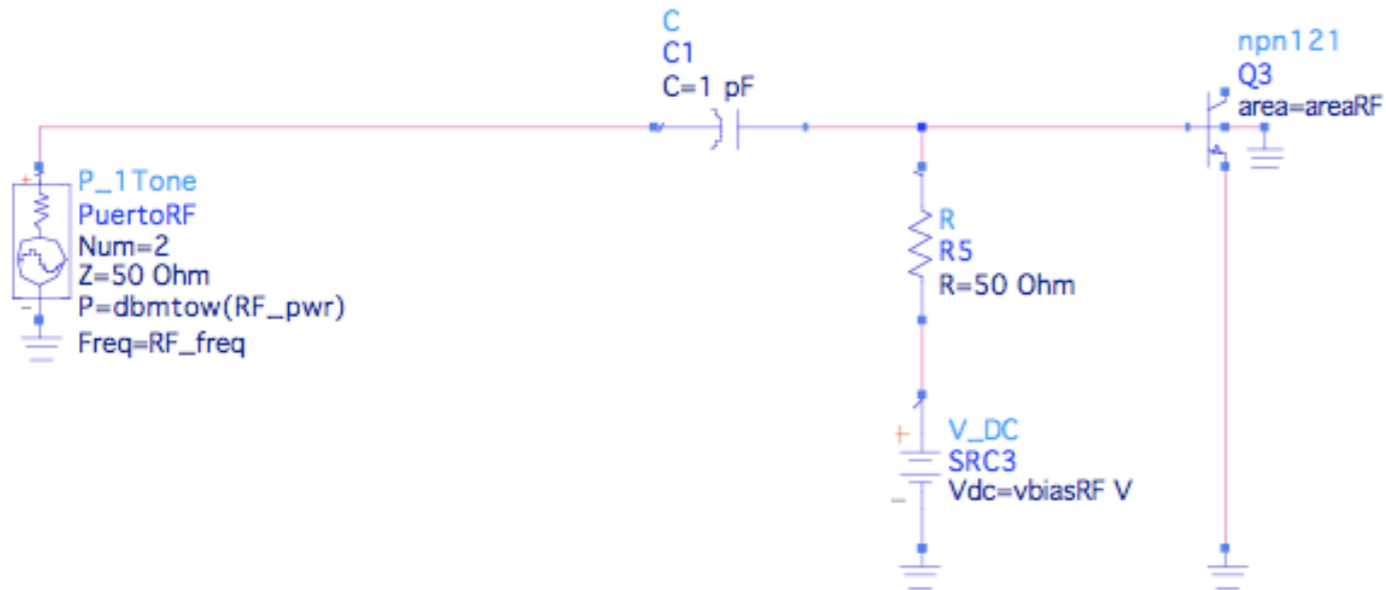 C
C1
C=1 pF
npn121
Q3
area=areaRF
+
P_1Tone
PuertoRF
Num=2
Z=50 Ohm
P=dbmtow(RF_pwr)
-
Freq=RF_freq
R
R5
R=50 Ohm
+
V_DC
SRC3
Vdc=vbiasRF V
-